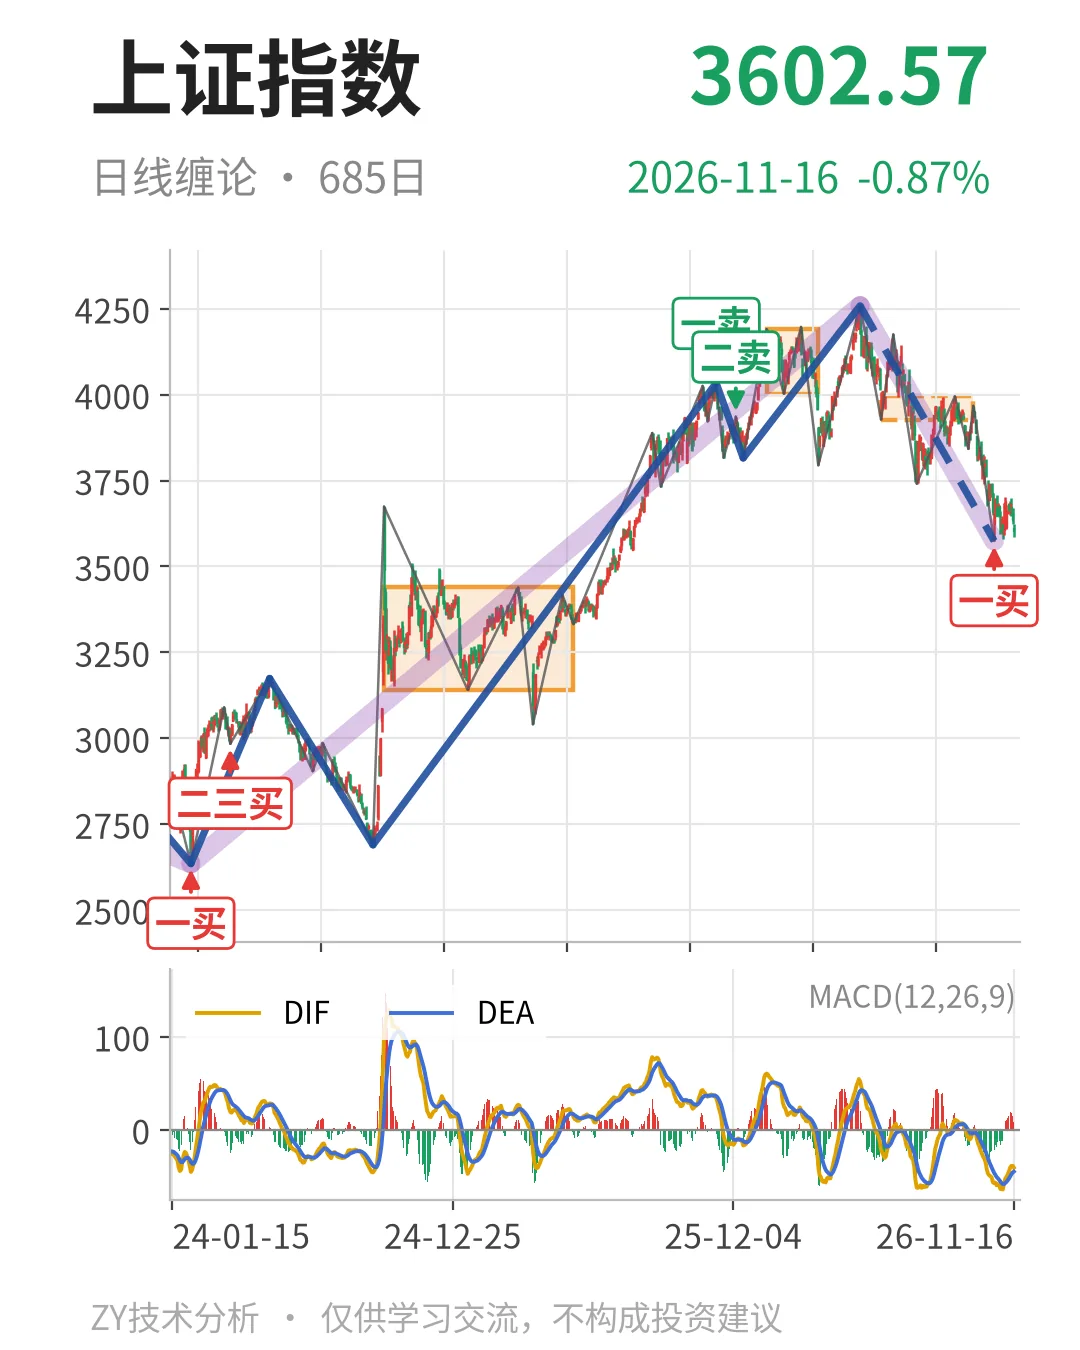 上证指数
3602.57
日线缠论 · 685日
2026-11-16 -0.87%
4250
4000
3750
3500
3250
3000
2750
2500
一卖
二卖
一买
二三买
一买
DIF
DEA
MACD(12,26,9)
100
0
24-01-15
24-12-25
25-12-04
26-11-16
ZY技术分析 · 仅供学习交流，不构成投资建议